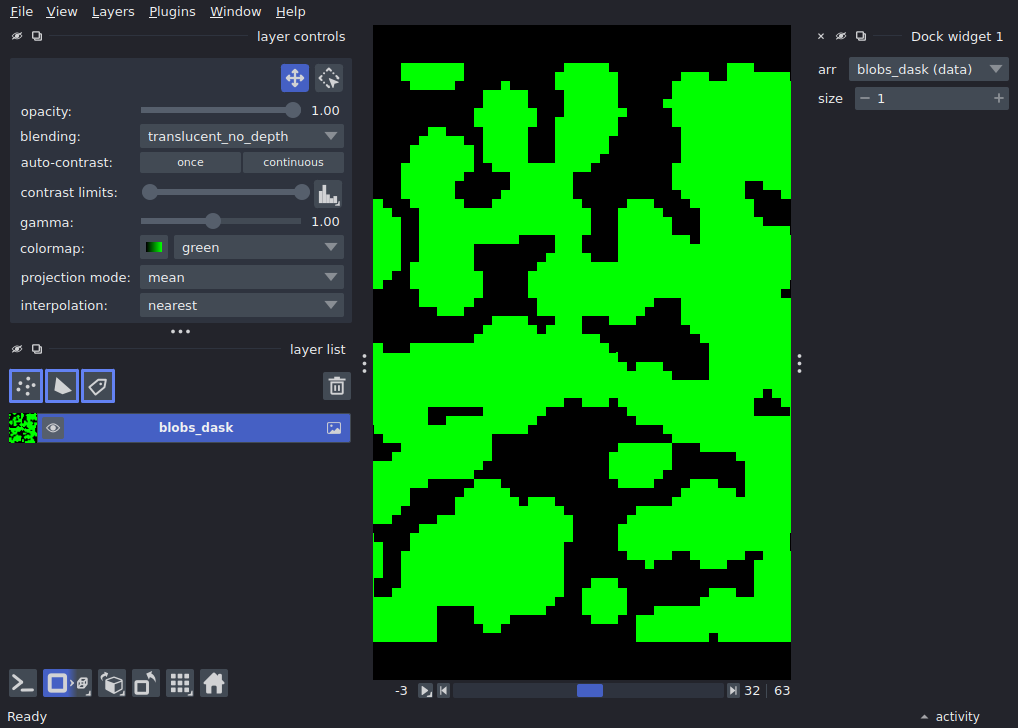 File View Layers Plugins Window Help
layer controls
opacity: 1.00
blending: translucent_no_depth
auto-contrast: once continuous
contrast limits:
gamma: 1.00
colormap: green
projection mode: mean
interpolation: nearest
layer list
blobs_dask
Dock widget 1
arr blobs_dask (data)
size 1
-3 32 63
Ready
activity